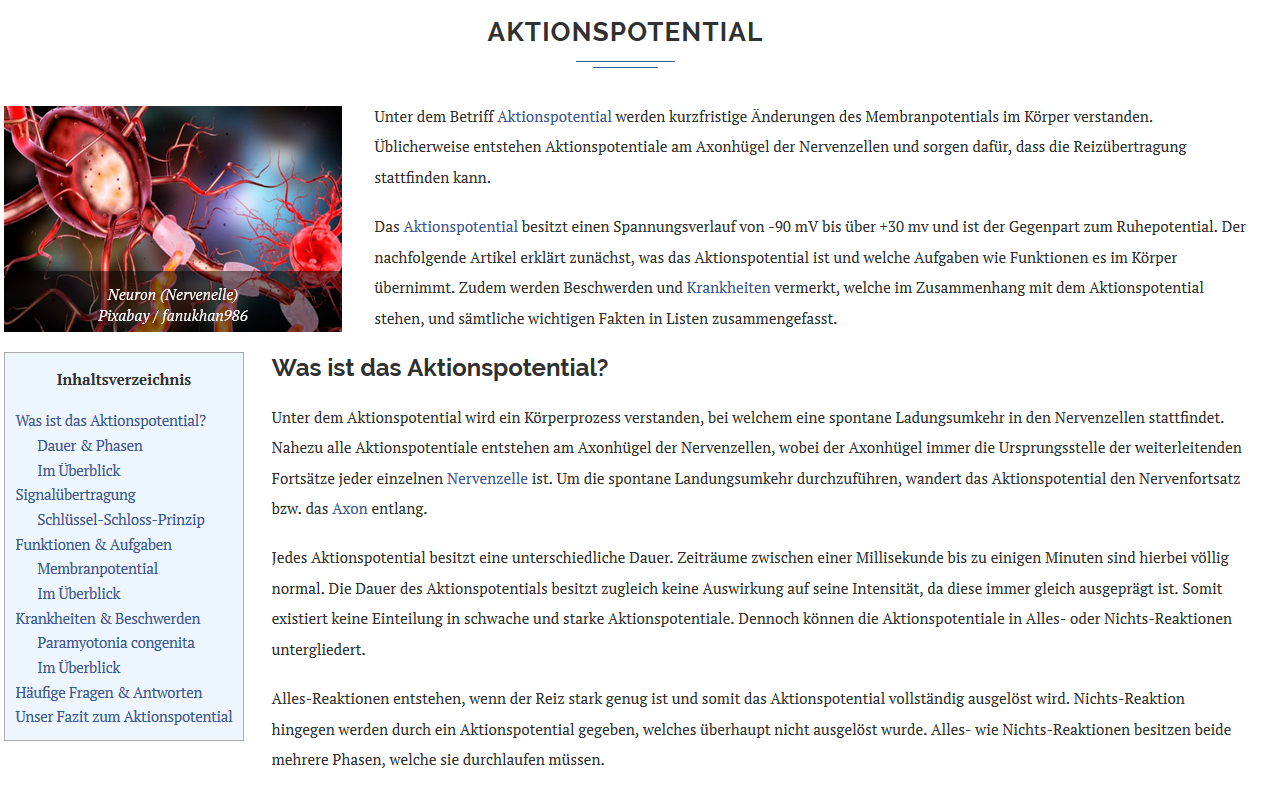 AKTIONSPOTENTIAL
Unter dem Betriff Aktionspotential werden kurzfristige Änderungen des Membranpotentials im Körper verstanden.
Üblicherweise entstehen Aktionspotentiale am Axonhügel der Nervenzellen und sorgen dafür, dass die Reizübertragung
stattfinden kann.
Das Aktionspotential besitzt einen Spannungsverlauf von -90 mV bis über +30 mv und ist der Gegenpart zum Ruhepotential. Der
nachfolgende Artikel erklärt zunächst, was das Aktionspotential ist und welche Aufgaben wie Funktionen es im Körper
übernimmt. Zudem werden Beschwerden und Krankheiten vermerkt, welche im Zusammenhang mit dem Aktionspotential
stehen, und sämtliche wichtigen Fakten in Listen zusammengefasst.
Neuron (Nervenelle)
Pixabay / fanukhan986
Inhaltsverzeichnis
Was ist das Aktionspotential?
Dauer & Phasen
Im Überblick
Signalübertragung
Schlüssel-Schloss-Prinzip
Funktionen & Aufgaben
Membranpotential
Im Überblick
Krankheiten & Beschwerden
Paramyotonia congenita
Im Überblick
Häufige Fragen & Antworten
Unser Fazit zum Aktionspotential
Was ist das Aktionspotential?
Unter dem Aktionspotential wird ein Körperprozess verstanden, bei welchem eine spontane Ladungsumkehr in den Nervenzellen stattfindet.
Nahezu alle Aktionspotentiale entstehen am Axonhügel der Nervenzellen, wobei der Axonhügel immer die Ursprungsstelle der weiterleitenden
Fortsätze jeder einzelnen Nervenzelle ist. Um die spontane Landungsumkehr durchzuführen, wandert das Aktionspotential den Nervenfortsatz
bzw. das Axon entlang.
Jedes Aktionspotential besitzt eine unterschiedliche Dauer. Zeiträume zwischen einer Millisekunde bis zu einigen Minuten sind hierbei völlig
normal. Die Dauer des Aktionspotentials besitzt zugleich keine Auswirkung auf seine Intensität, da diese immer gleich ausgeprägt ist. Somit
existiert keine Einteilung in schwache und starke Aktionspotentiale. Dennoch können die Aktionspotentiale in Alles- oder Nichts-Reaktionen
untergliedert.
Alles-Reaktionen entstehen, wenn der Reiz stark genug ist und somit das Aktionspotential vollständig ausgelöst wird. Nichts-Reaktion
hingegen werden durch ein Aktionspotential gegeben, welches überhaupt nicht ausgelöst wurde. Alles- wie Nichts-Reaktionen besitzen beide
mehrere Phasen, welche sie durchlaufen müssen.